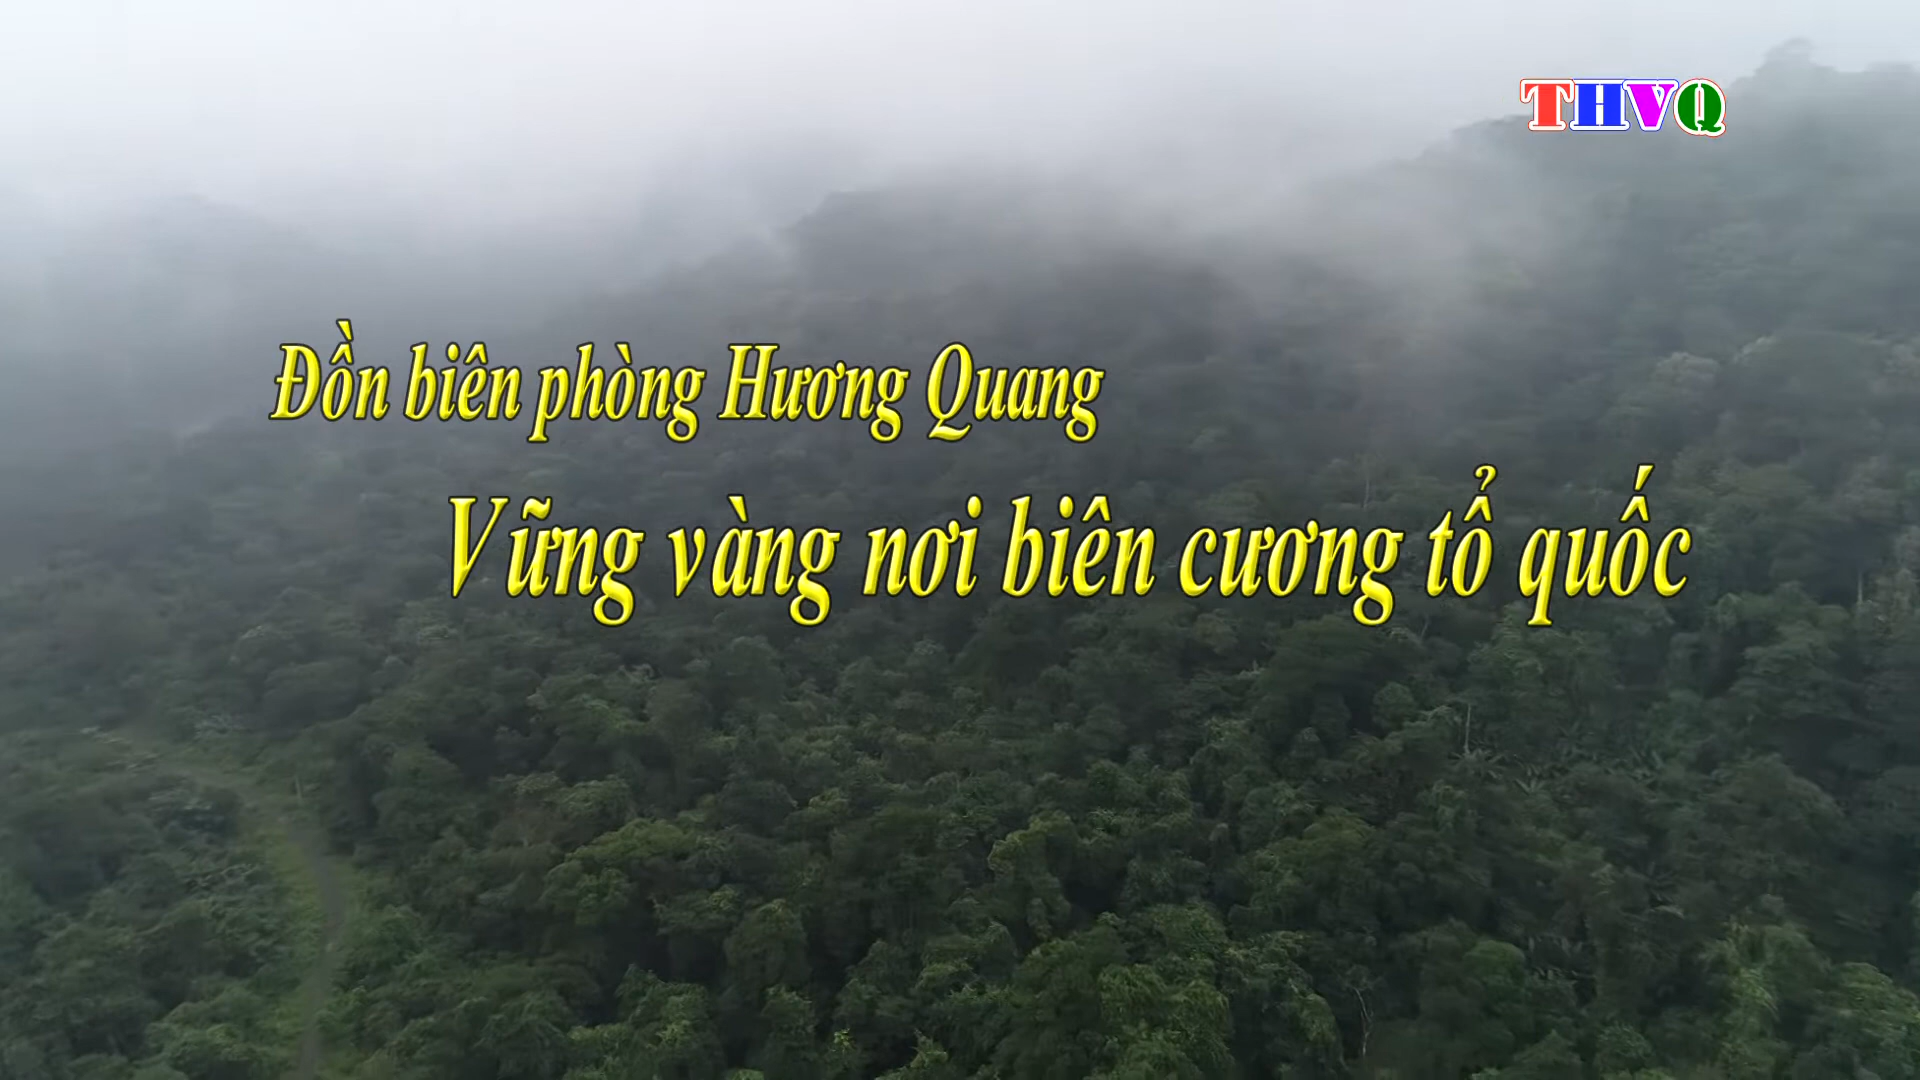 THVQ
Đồn biên phòng Hương Quang
Vững vàng nơi biên cương tổ quốc